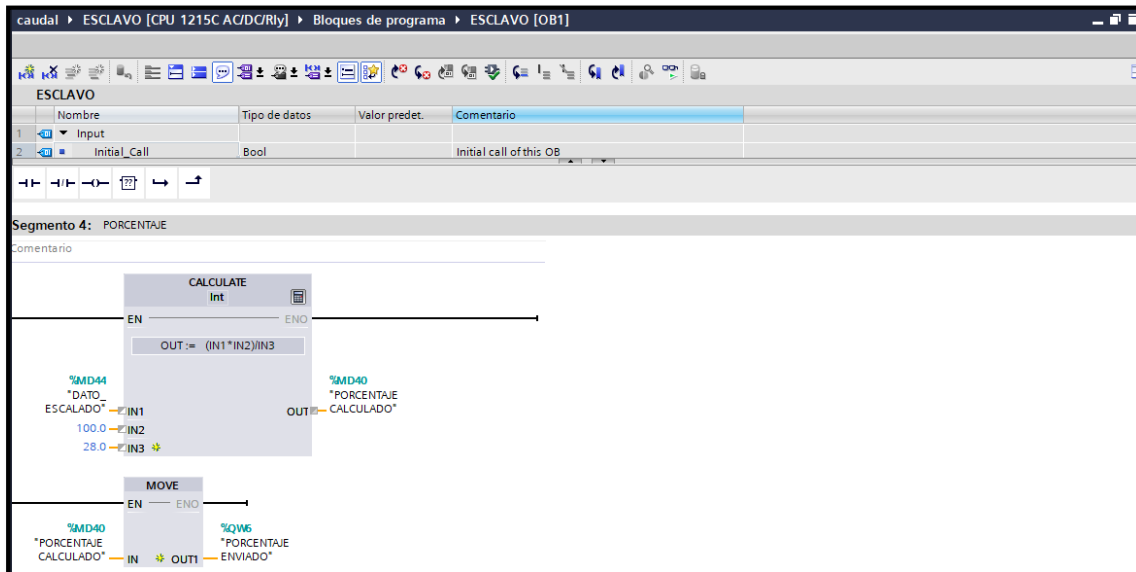 caudal ▸ ESCLAVO [CPU 1215C AC/DC/Rly] ▸ Bloques de programa ▸ ESCLAVO [OB1]
ESCLAVO
Nombre Tipo de datos Valor predet. Comentario
1 Input
2 Initial_Call Bool Initial call of this OB
??
Segmento 4: PORCENTAJE
Comentario
CALCULATE
Int
EN ENO
OUT := (IN1*IN2)/IN3
%MD44
"DATO_
ESCALADO" IN1
100.0 IN2
28.0 IN3
%MD40
"PORCENTAJE
OUT CALCULADO"
MOVE
EN ENO
%MD40
"PORCENTAJE
CALCULADO" IN
%QW6
"PORCENTAJE
OUT1 ENVIADO"